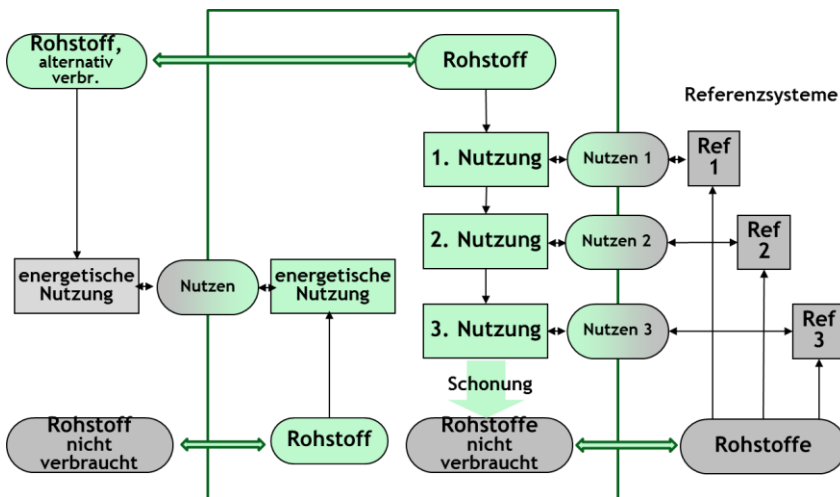 Rohstoff,
alternativ
verbr.
Rohstoff
Referenzsysteme
1. Nutzung
Nutzen 1
Ref
1
2. Nutzung
Nutzen 2
Ref
2
energetische
Nutzung
Nutzen
energetische
Nutzung
3. Nutzung
Nutzen 3
Ref
3
Schonung
Rohstoff
nicht
verbraucht
Rohstoff
Rohstoffe
nicht
verbraucht
Rohstoffe